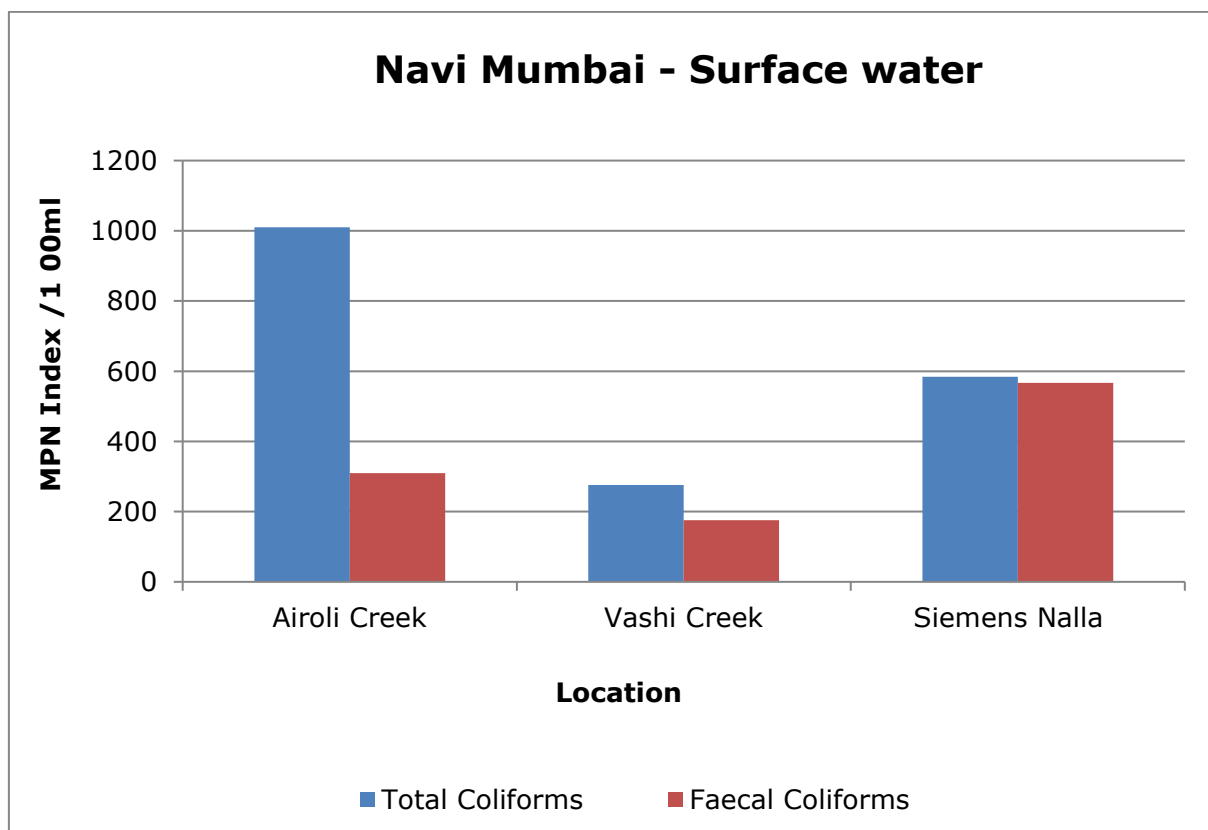 Navi Mumbai - Surface water
MPN Index /1 00ml
1200
1000
800
600
400
200
0
Airoli Creek Vashi Creek Siemens Nalla
Location
Total Coliforms Faecal Coliforms